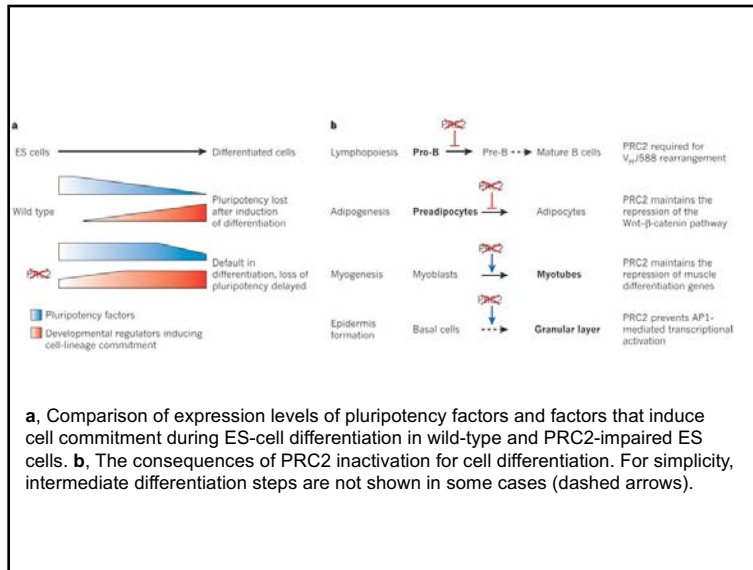 a
ES cells
Differentiated cells
Wild type
Pluripotency lost
after induction
of differentiation
PRC2
Default in
differentiation, loss of
pluripotency delayed
Pluripotency factors
Developmental regulators inducing
cell-lineage commitment
b
PRC2
Lymphopoiesis Pro-B Pre-B Mature B cells
PRC2 required for
VHJ588 rearrangement
PRC2
Adipogenesis Preadipocytes Adipocytes
PRC2 maintains the
repression of the
Wnt–β-catenin pathway
PRC2
Myogenesis Myoblasts Myotubes
PRC2 maintains the
repression of muscle
differentiation genes
PRC2
Epidermis
formation
Basal cells Granular layer
PRC2 prevents AP1-
mediated transcriptional
activation
a, Comparison of expression levels of pluripotency factors and factors that induce
cell commitment during ES-cell differentiation in wild-type and PRC2-impaired ES
cells. b, The consequences of PRC2 inactivation for cell differentiation. For simplicity,
intermediate differentiation steps are not shown in some cases (dashed arrows).